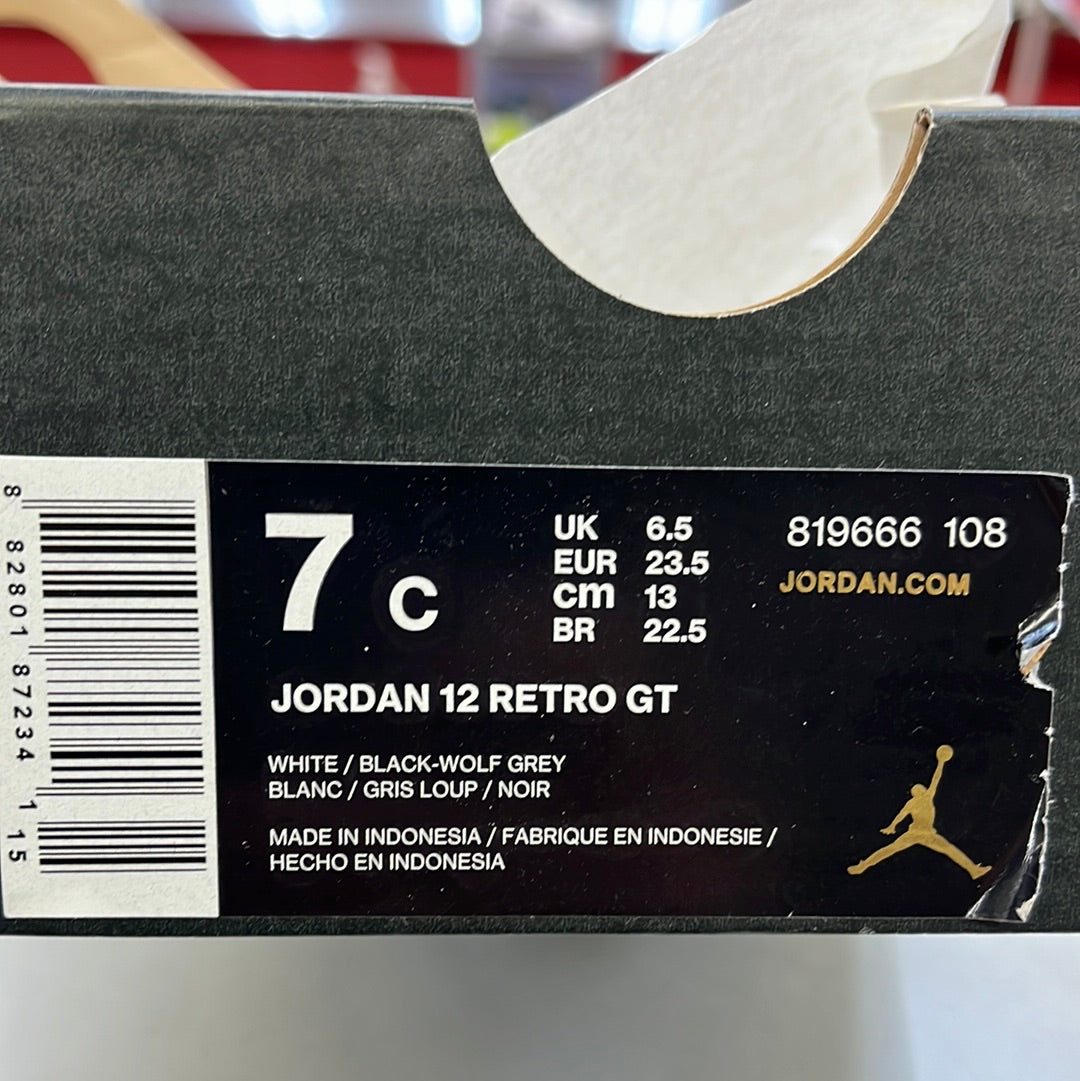 8 82801 87234 1 15
7 C
UK 6.5
EUR 23.5
cm 13
BR 22.5
819666 108
JORDAN.COM
JORDAN 12 RETRO GT
WHITE / BLACK-WOLF GREY
BLANC / GRIS LOUP / NOIR
MADE IN INDONESIA / FABRIQUE EN INDONESIE /
HECHO EN INDONESIA